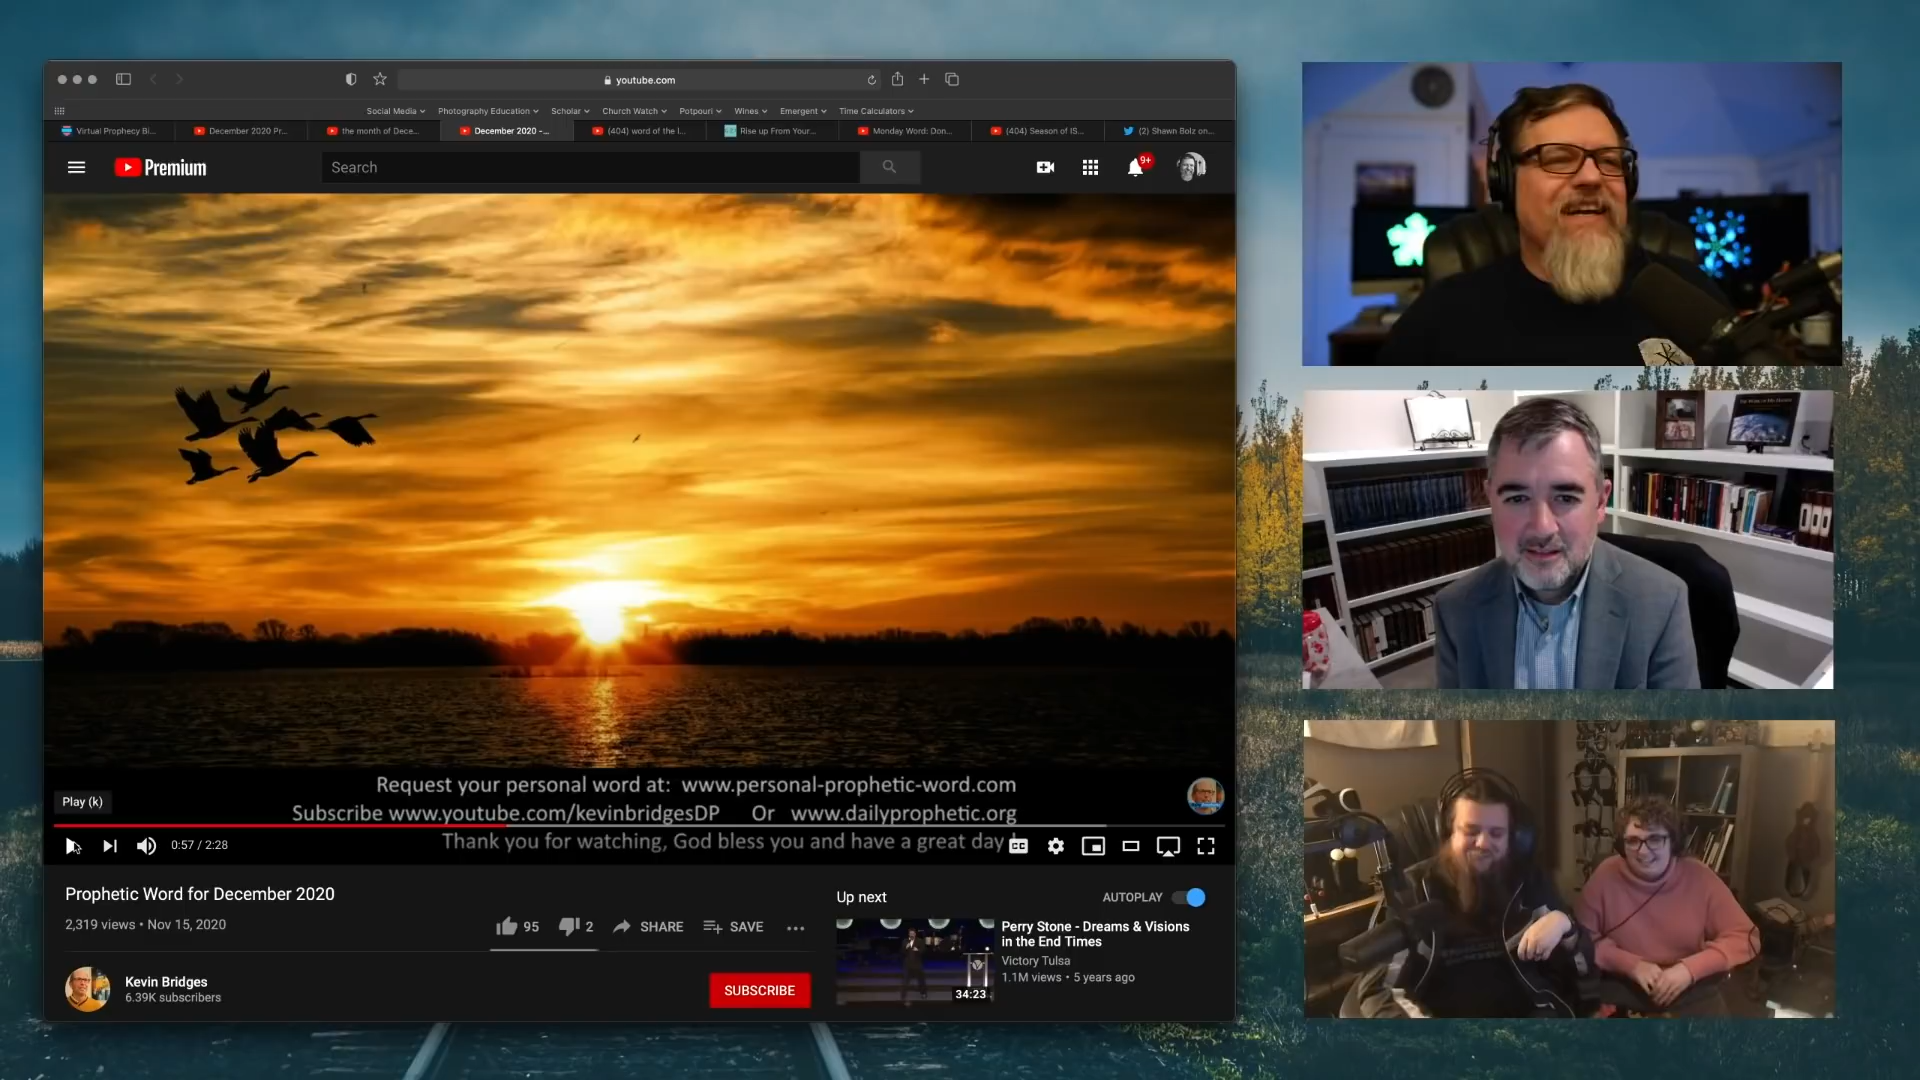 youtube.com
Social Media
Photography Education
Scholar
Church Watch
Potpouri
Wines
Emergent
Time Calculators
Virtual Prophecy Bi...
December 2020 Pr...
the month of Dece...
December 2020 -...
(404) word of the l...
Rise up From Your...
Monday Word: Don...
(404) Season of IS...
(2) Shawn Bolz on...
Premium
Search
9+
Request your personal word at: www.personal-prophetic-word.com
Subscribe www.youtube.com/kevinbridgesDP Or www.dailyprophetic.org
Thank you for watching, God bless you and have a great day !
Play (k)
0:57 / 2:28
CC
Prophetic Word for December 2020
2,319 views • Nov 15, 2020
95
2
SHARE
SAVE
Kevin Bridges
6.39K subscribers
SUBSCRIBE
Up next
AUTOPLAY
34:23
Perry Stone - Dreams & Visions
in the End Times
Victory Tulsa
1.1M views • 5 years ago